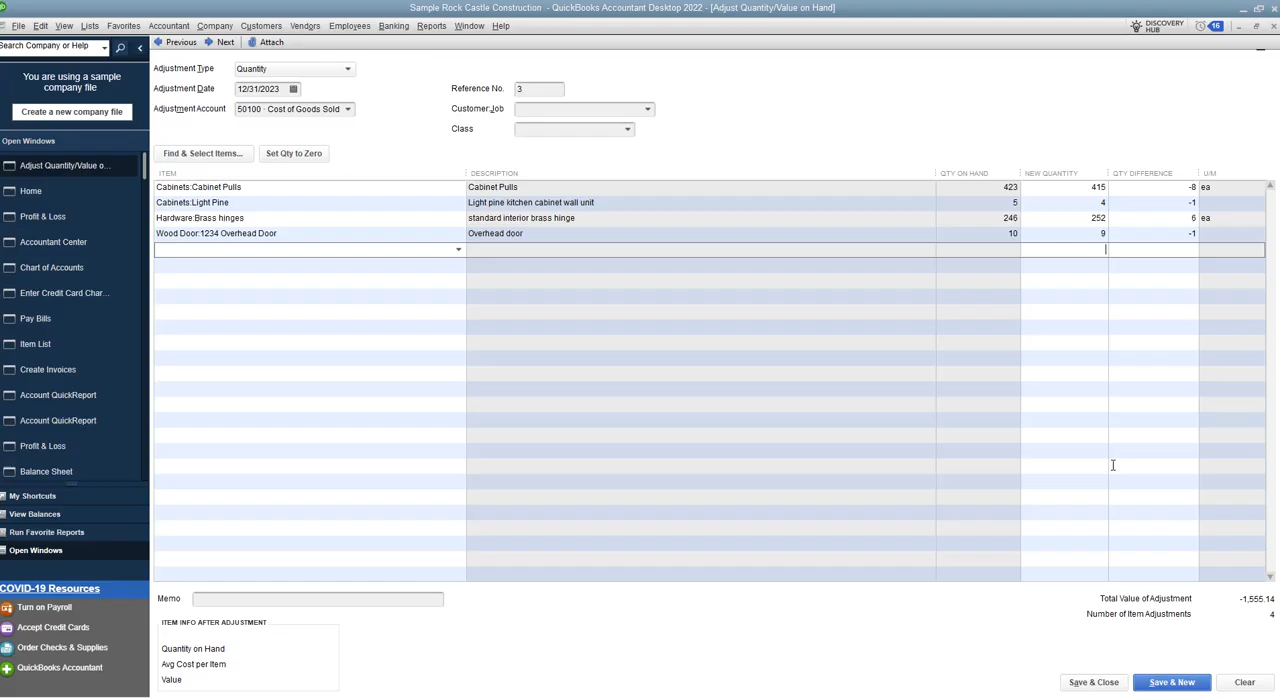 Sample Rock Castle Construction - QuickBooks Accountant Desktop 2022 - [Adjust Quantity/Value on Hand]
File Edit View Lists Favorites Accountant Company Customers Vendors Employees Banking Reports Window Help DISCOVERY HUB 16
Search Company or Help
Previous Next Attach
You are using a sample
company file
Create a new company file
Open Windows
Adjust Quantity/Value o...
Home
Profit & Loss
Accountant Center
Chart of Accounts
Enter Credit Card Char...
Pay Bills
Item List
Create Invoices
Account QuickReport
Account QuickReport
Profit & Loss
Balance Sheet
My Shortcuts
View Balances
Run Favorite Reports
Open Windows
COVID-19 Resources
Turn on Payroll
Accept Credit Cards
Order Checks & Supplies
QuickBooks Accountant
Adjustment Type Quantity
Adjustment Date 12/31/2023 Reference No. 3
Adjustment Account 50100 · Cost of Goods Sold Customer:Job
Class
Find & Select Items... Set Qty to Zero
ITEM DESCRIPTION QTY ON HAND NEW QUANTITY QTY DIFFERENCE U/M
Cabinets:Cabinet Pulls Cabinet Pulls 423 415 -8 ea
Cabinets:Light Pine Light pine kitchen cabinet wall unit 5 4 -1
Hardware:Brass hinges standard interior brass hinge 246 252 6 ea
Wood Door:1234 Overhead Door Overhead door 10 9 -1
Memo Total Value of Adjustment -1,555.14
Number of Item Adjustments 4
ITEM INFO AFTER ADJUSTMENT
Quantity on Hand
Avg Cost per Item
Value
Save & Close Save & New Clear